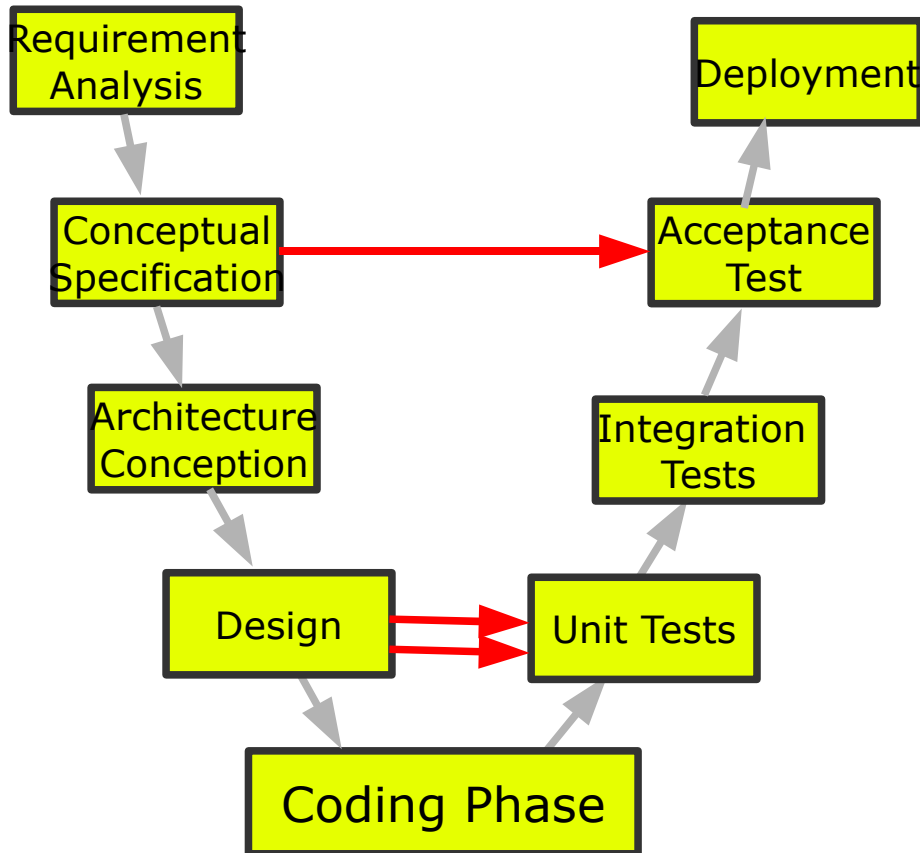 Requirement
Analysis
Deployment
Conceptual
Specification
Acceptance
Test
Architecture
Conception
Integration
Tests
Design
Unit Tests
Coding Phase